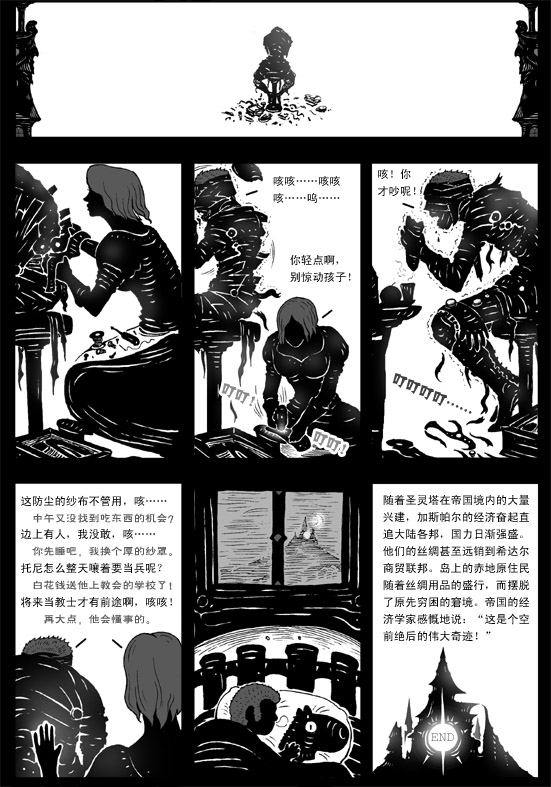 咳咳……咳咳
咳……呜……
你轻点啊，
别惊动孩子！
叮叮！
叮叮！
咳！你
才吵呢！
叮叮叮叮……
这防尘的纱布不管用，咳……
中午又没找到吃东西的机会？
边上有人，我没敢，咳……
你先睡吧，我换个厚的纱罩。
托尼怎么整天嚷着要当兵呢？
白花钱送他上教会的学校了！
将来当教士才有前途啊，咳咳！
再大点，他会懂事的。
随着圣灵塔在帝国境内的大量
兴建，加斯帕尔的经济奋起直
追大陆各邦，国力日渐强盛。
他们的丝绸甚至远销到希达尔
商贸联邦。岛上的赤地原住民
随着丝绸用品的盛行，而摆脱
了原先穷困的窘境。帝国的经
济学家感慨地说：“这是个空
前绝后的伟大奇迹！”
END